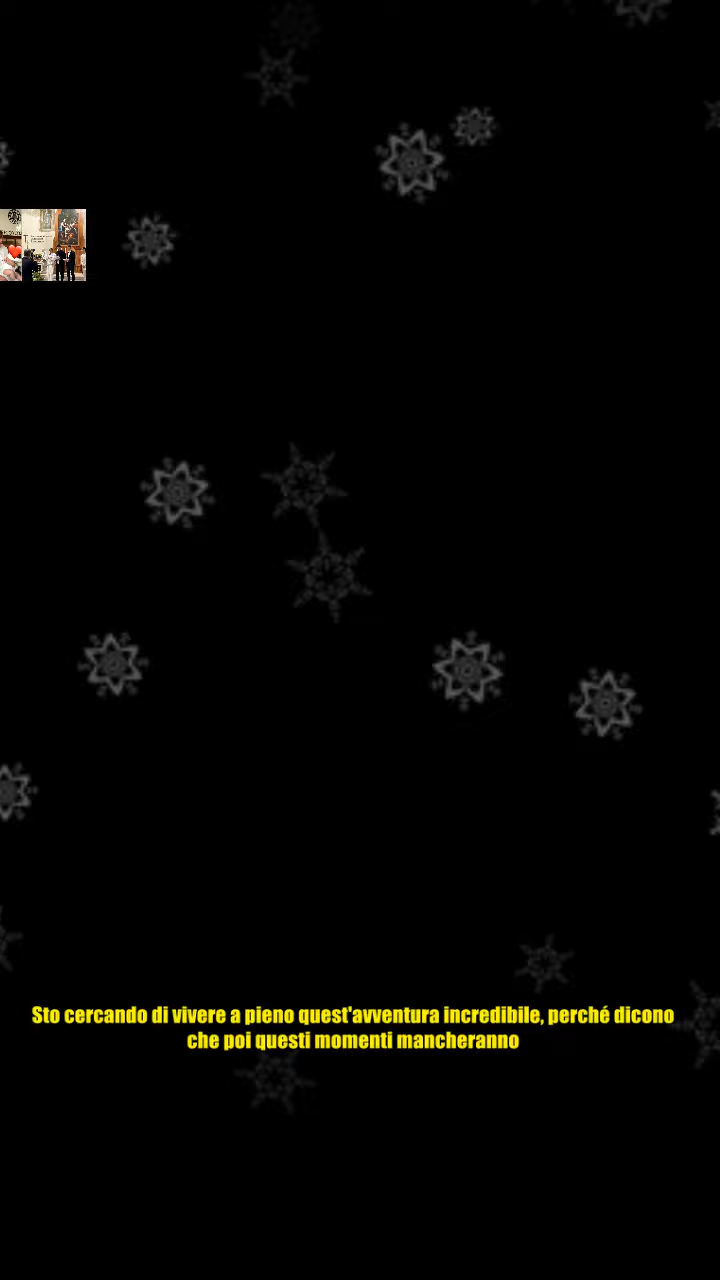 Sto cercando di vivere a pieno quest'avventura incredibile, perché dicono
che poi questi momenti mancheranno